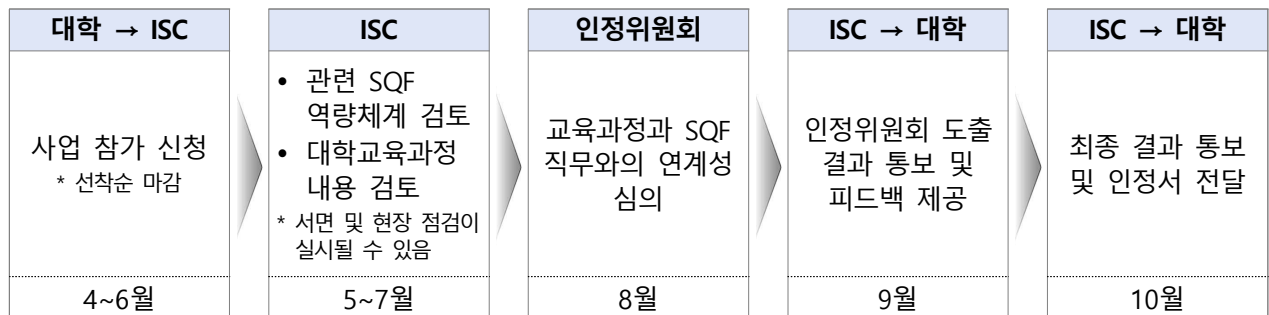 대학 → ISC
사업 참가 신청
* 선착순 마감
4~6월
ISC
• 관련 SQF
역량체계 검토
• 대학교육과정
내용 검토
* 서면 및 현장 점검이
실시될 수 있음
5~7월
인정위원회
교육과정과 SQF
직무와의 연계성
심의
8월
ISC → 대학
인정위원회 도출
결과 통보 및
피드백 제공
9월
ISC → 대학
최종 결과 통보
및 인정서 전달
10월